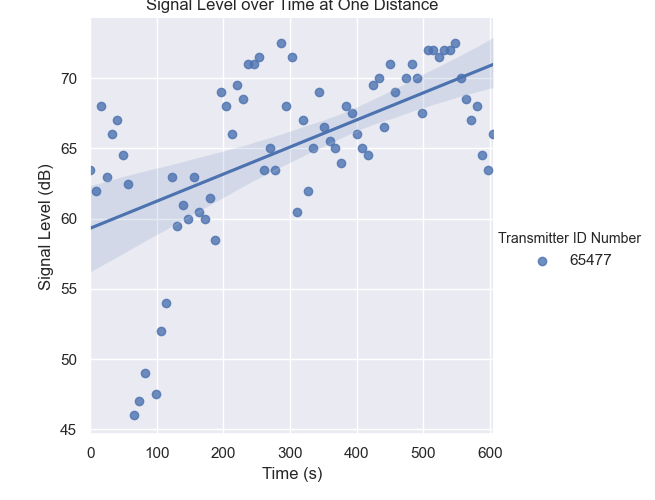 Signal Level over Time at One Distance
Signal Level (dB)
70
65
60
55
50
45
0 100 200 300 400 500 600
Time (s)
Transmitter ID Number
65477